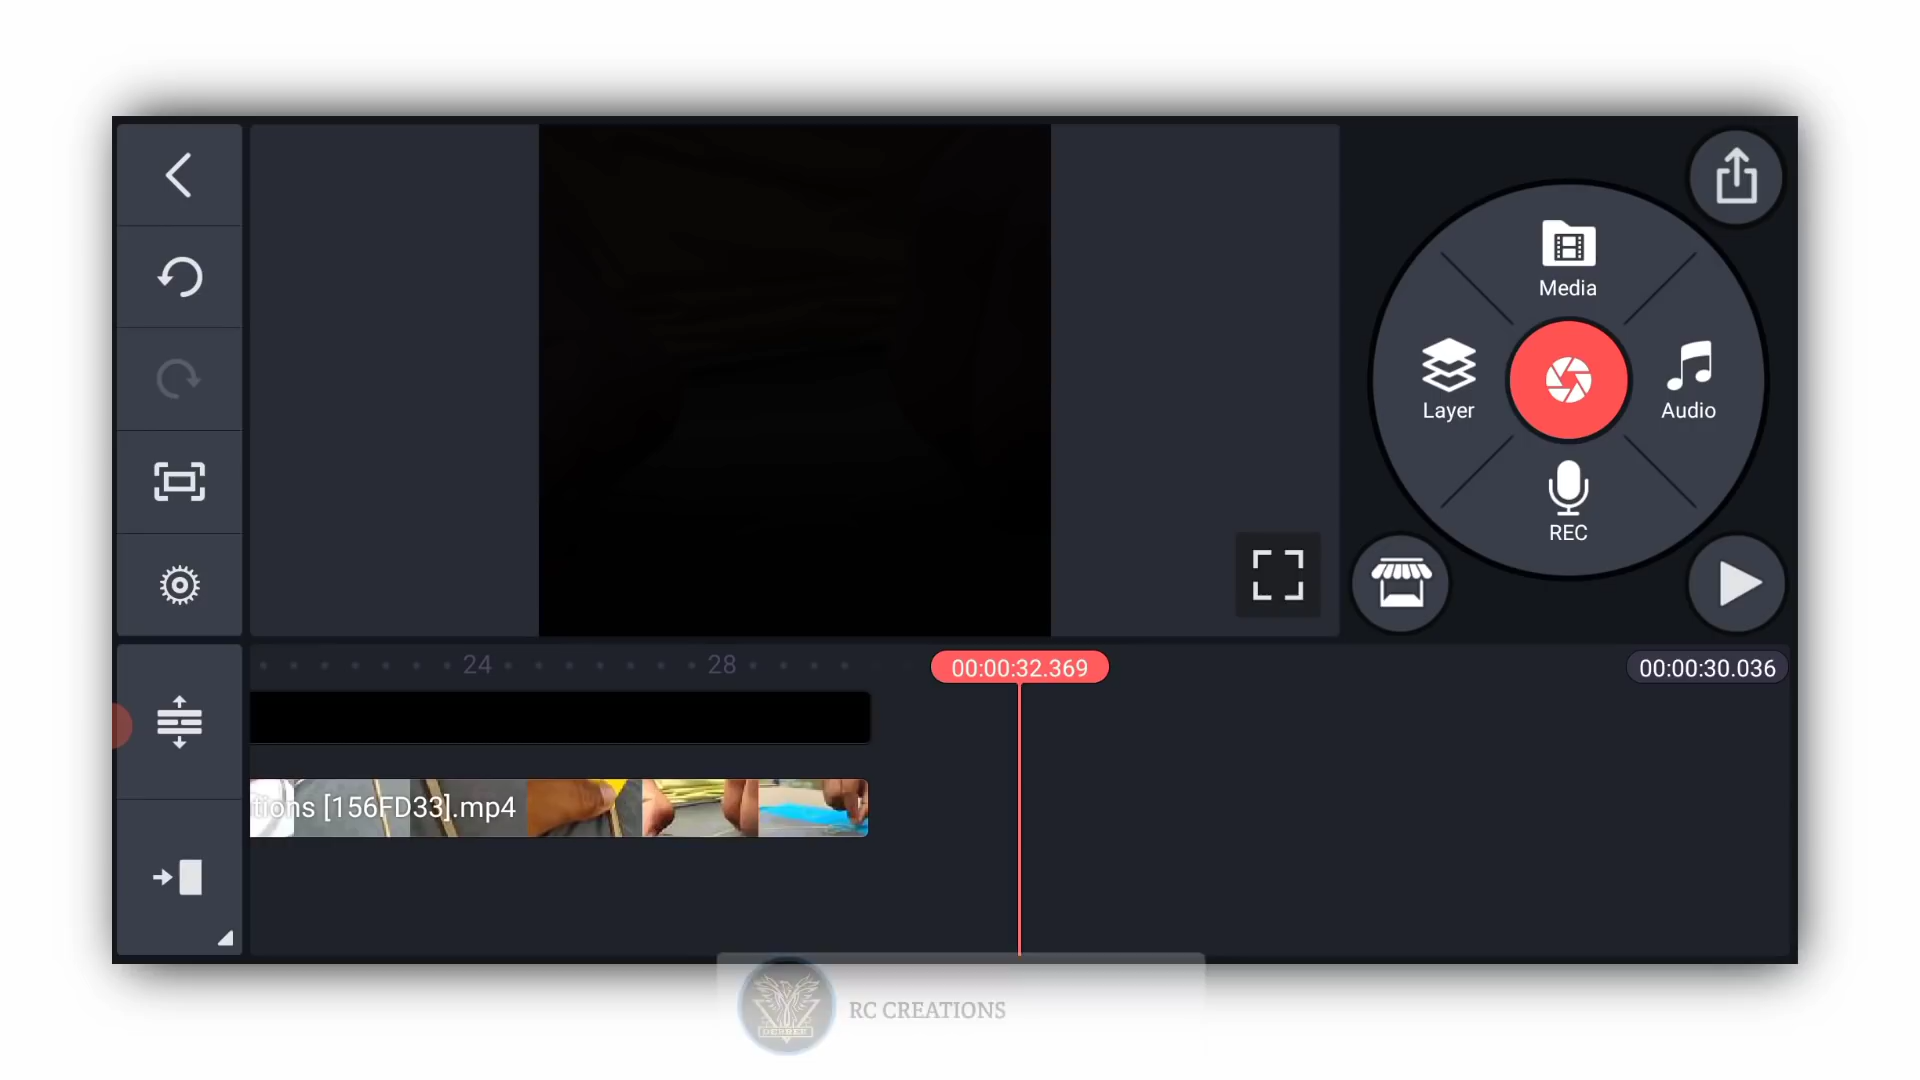 Media
Layer
Audio
REC
24
28
00:00:32.369
00:00:30.036
tions [156FD33].mp4
RC CREATIONS